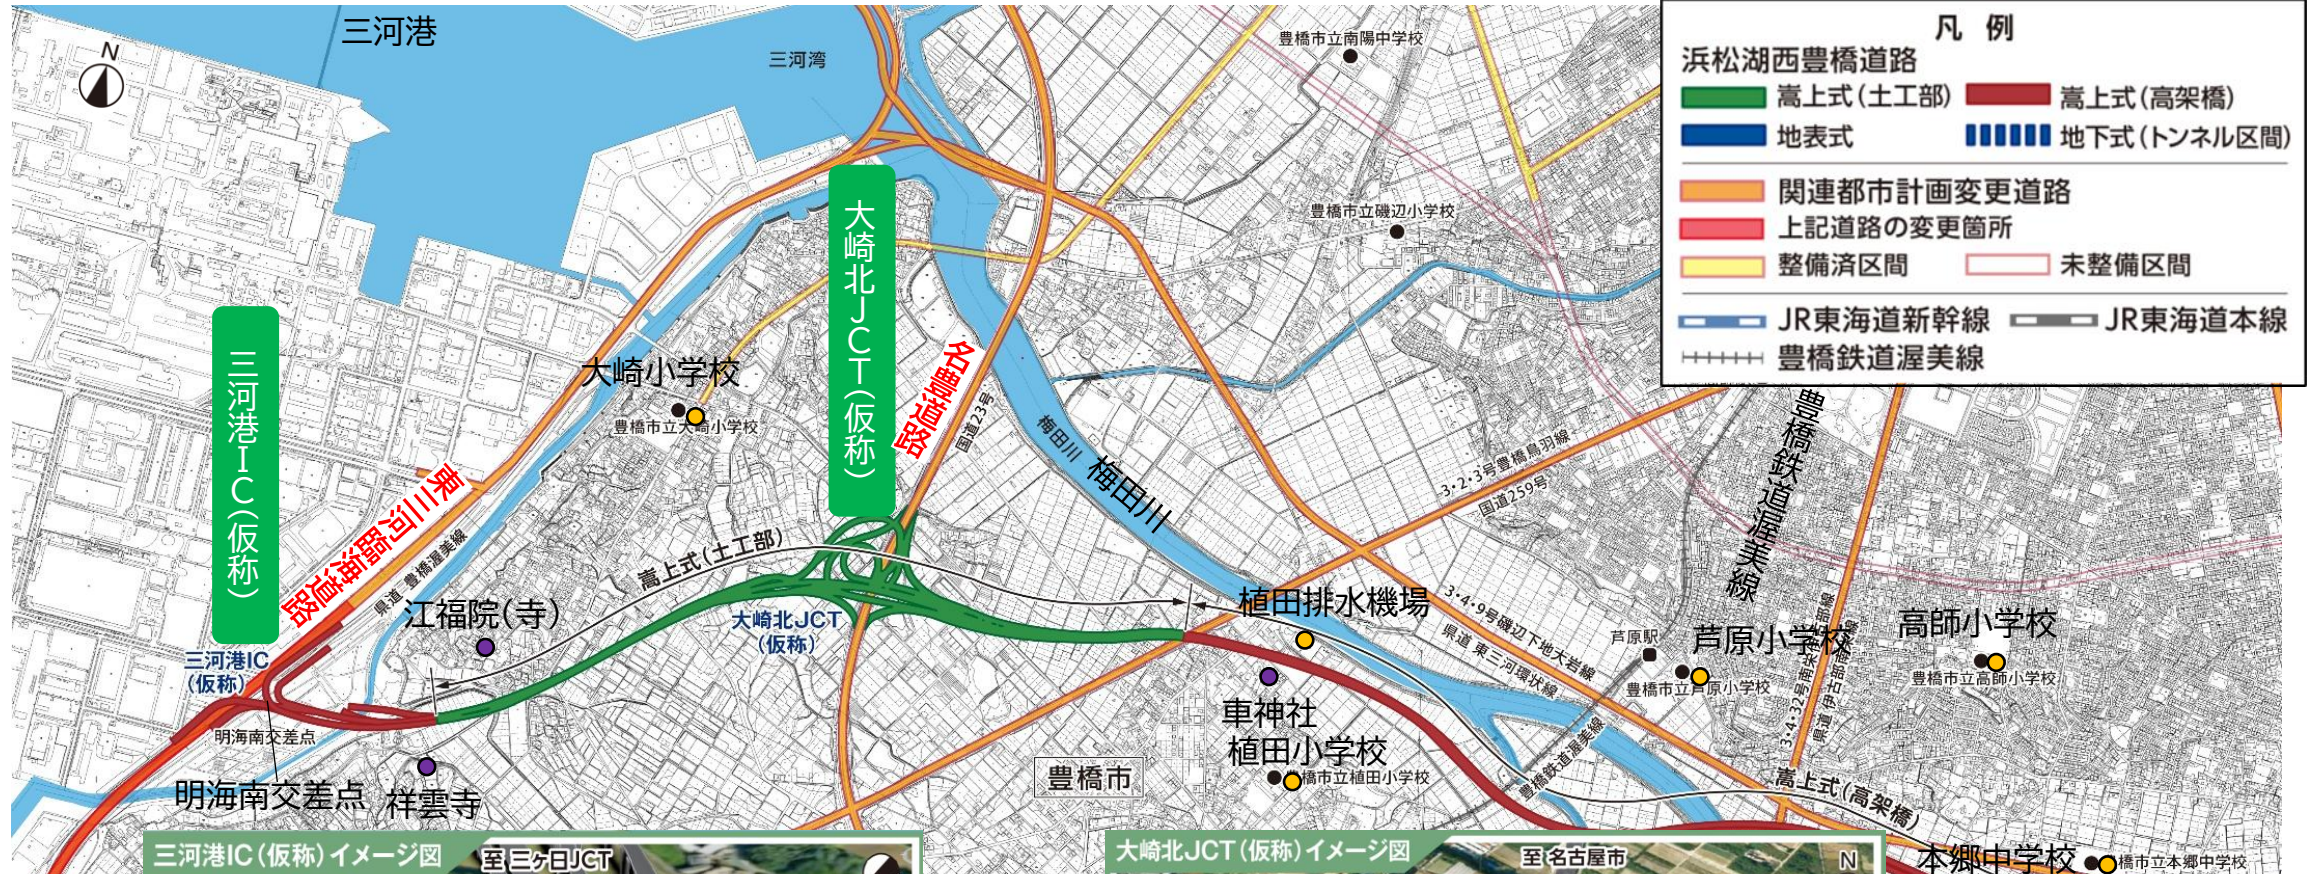 三河港
N
三河湾
豊橋市立南陽中学校
凡 例
浜松湖西豊橋道路
嵩上式(土工部)
嵩上式(高架橋)
地表式
地下式(トンネル区間)
関連都市計画変更道路
上記道路の変更箇所
整備済区間
未整備区間
JR東海道新幹線
JR東海道本線
豊橋鉄道渥美線
大崎北JCT(仮称)
豊橋市立磯辺小学校
三河港IC(仮称)
大崎小学校
豊橋市立大崎小学校
名豊道路
国道23号
梅田川
梅田川
3・2・3号豊橋鳥羽線
国道259号
豊橋鉄道渥美線
東三河臨海道路
県道 豊橋渥美線
嵩上式(土工部)
江福院(寺)
大崎北JCT
(仮称)
植田排水機場
3・4・9号磯辺下地大岩線
県道 東三河環状線
芦原駅
芦原小学校
豊橋市立芦原小学校
高師小学校
豊橋市立高師小学校
三河港IC
(仮称)
明海南交差点
明海南交差点
祥雲寺
車神社
植田小学校
橋市立植田小学校
豊橋市
豊橋鉄道渥美線
嵩上式(高架橋)
三河港IC(仮称)イメージ図
至 三ヶ日JCT
大崎北JCT(仮称)イメージ図
至 名古屋市
N
本郷中学校
橋市立本郷中学校